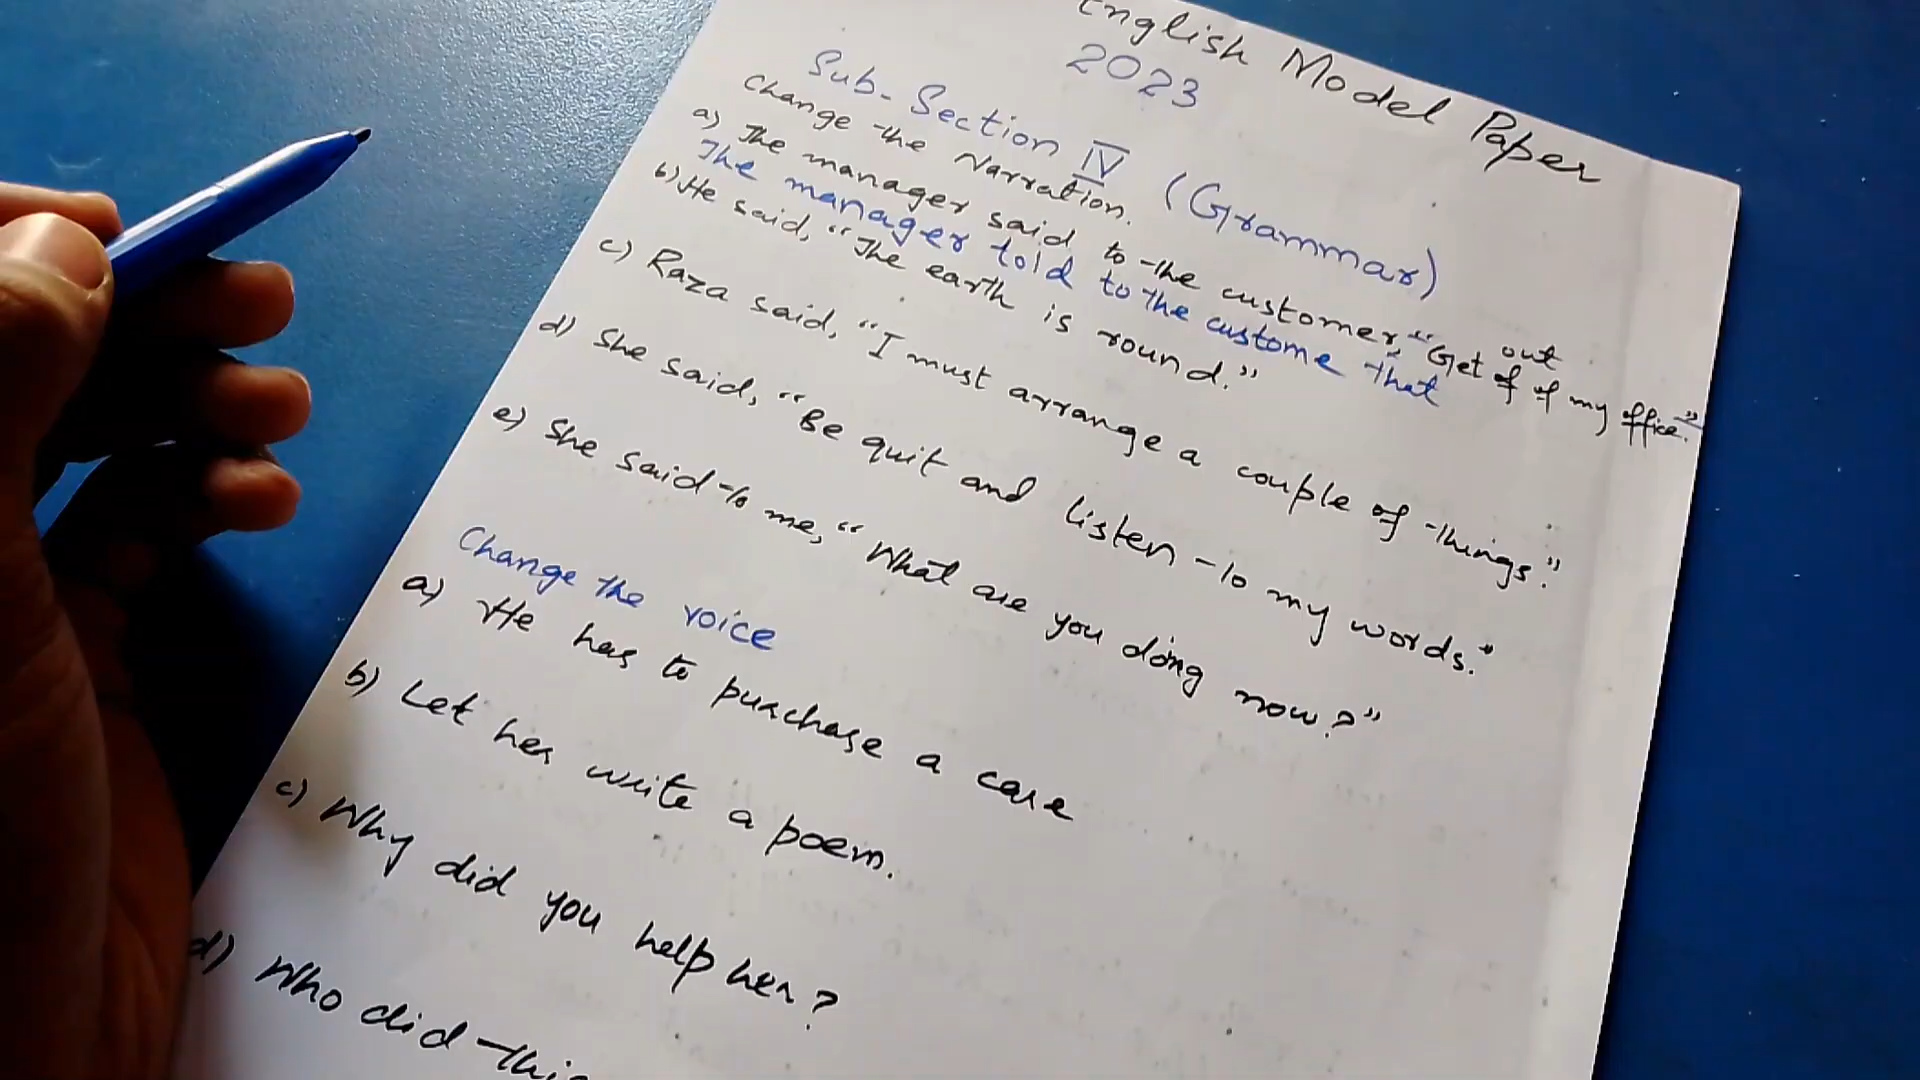 English Model Paper
2023
Sub-Section IV (Grammar)
Change the Narration.
a) The manager said to the customer, "Get out of of my office."
The manager told to the custome that
b) He said, "The earth is round."
c) Raza said, "I must arrange a couple of things."
d) She said, "Be quit and listen to my words."
e) She said to me, "What are you doing now?"
Change the voice
a) He has to purchase a care
b) Let her write a poem.
c) Why did you help her?
d) Who did this